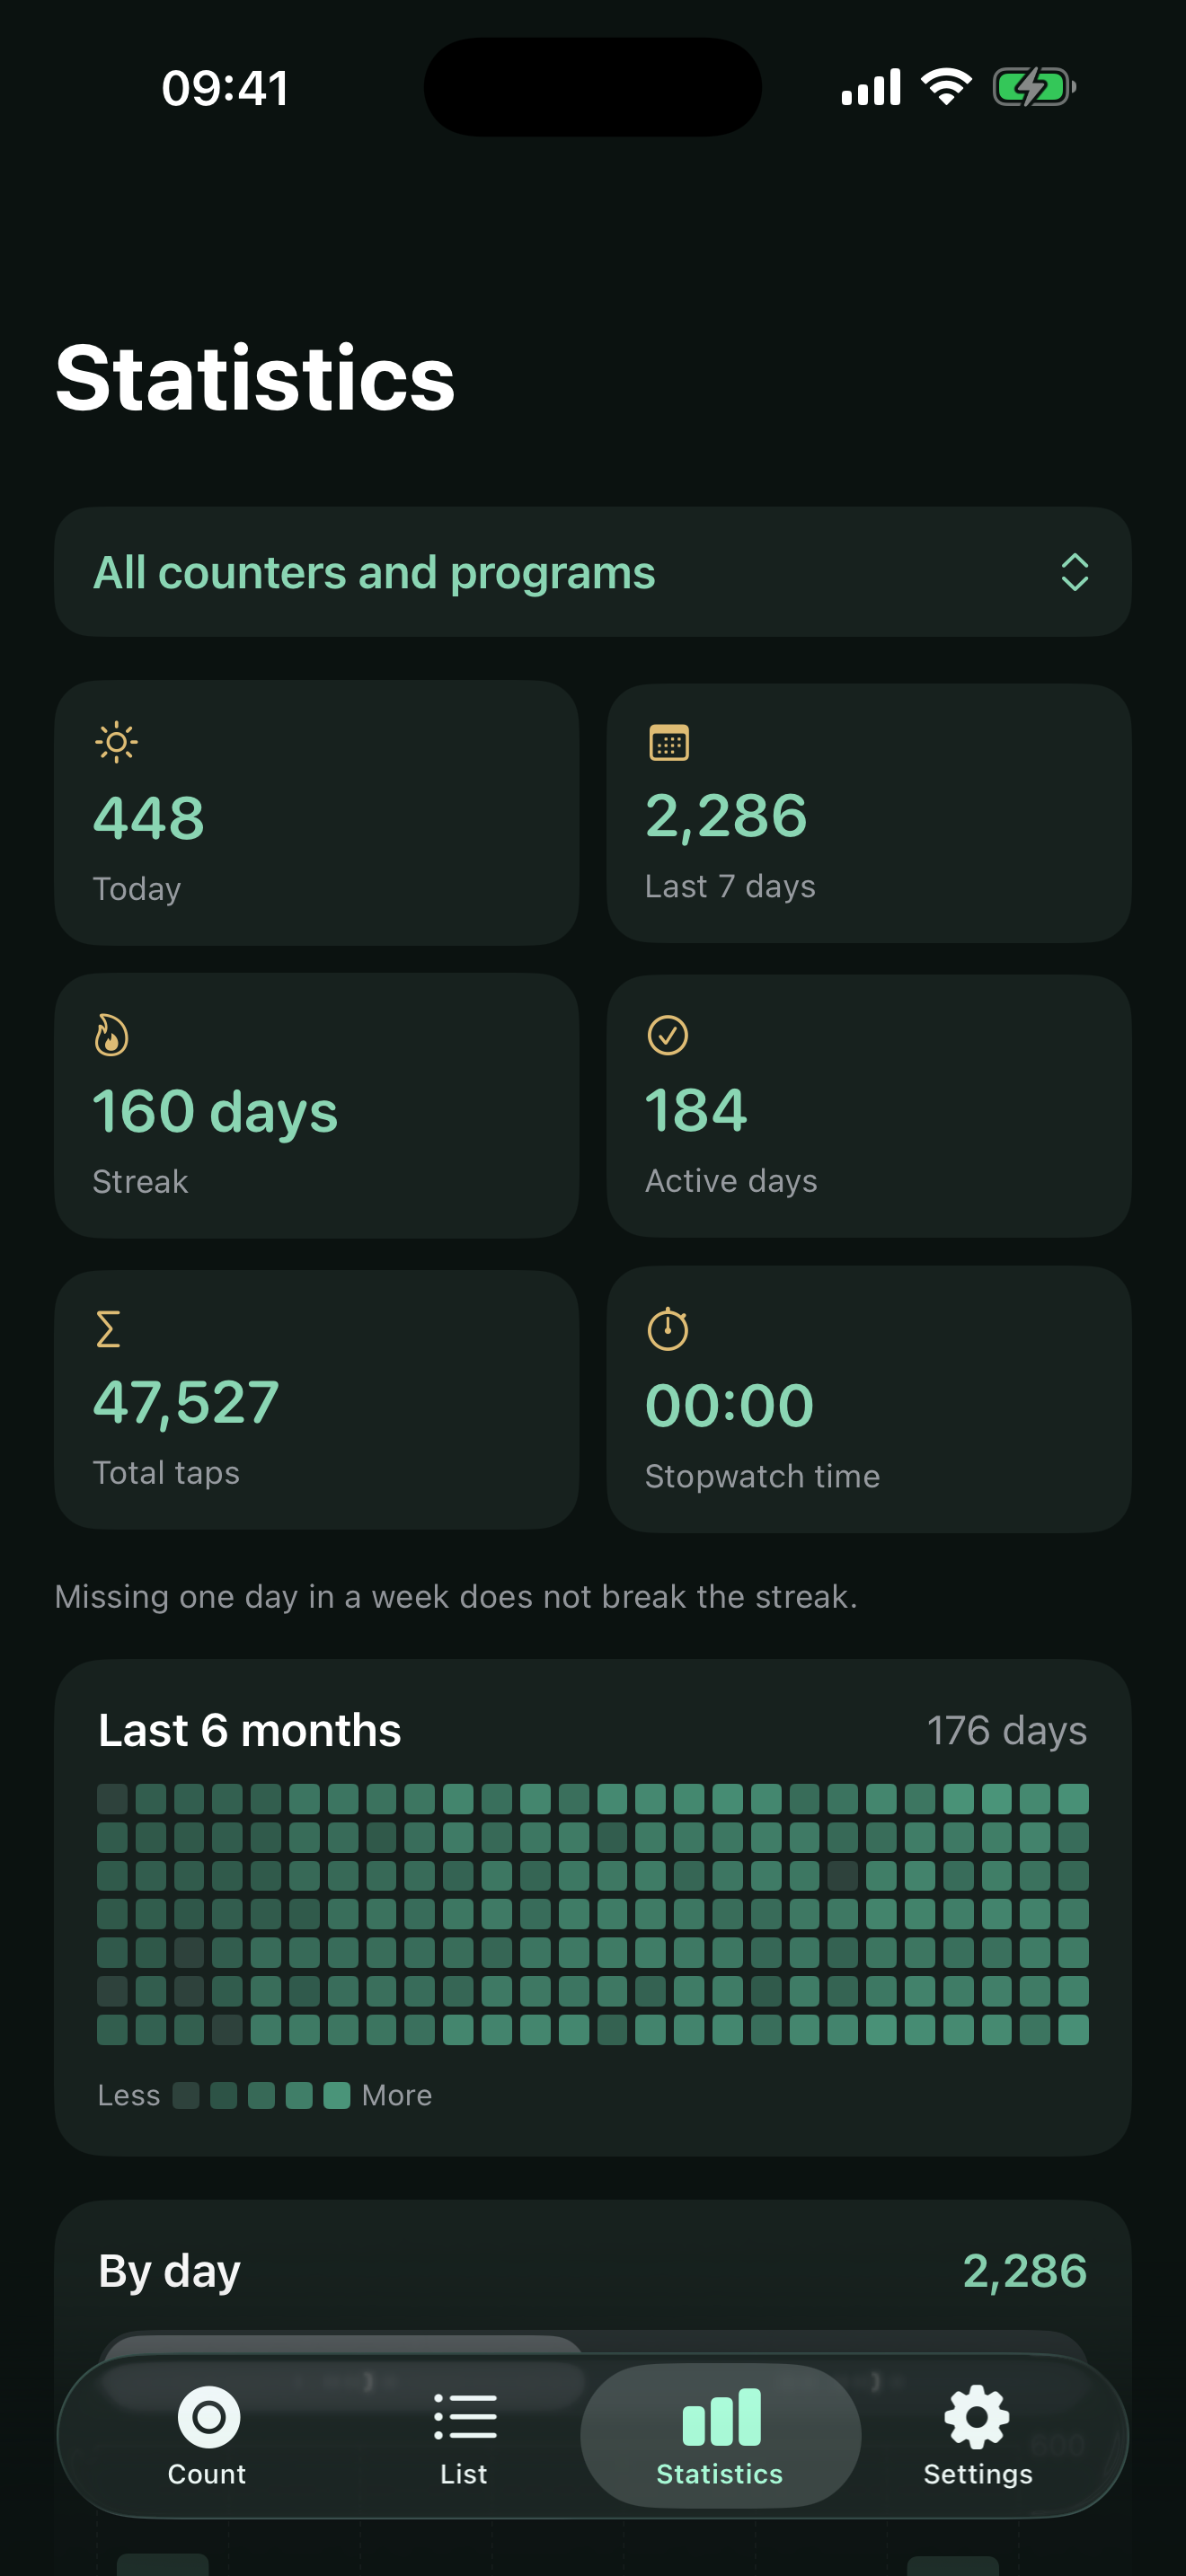 09:41
Statistics
All counters and programs
448
Today
2,286
Last 7 days
160 days
Streak
184
Active days
47,527
Total taps
00:00
Stopwatch time
Missing one day in a week does not break the streak.
Last 6 months
176 days
Less
More
By day
2,286
600
Count
List
Statistics
Settings